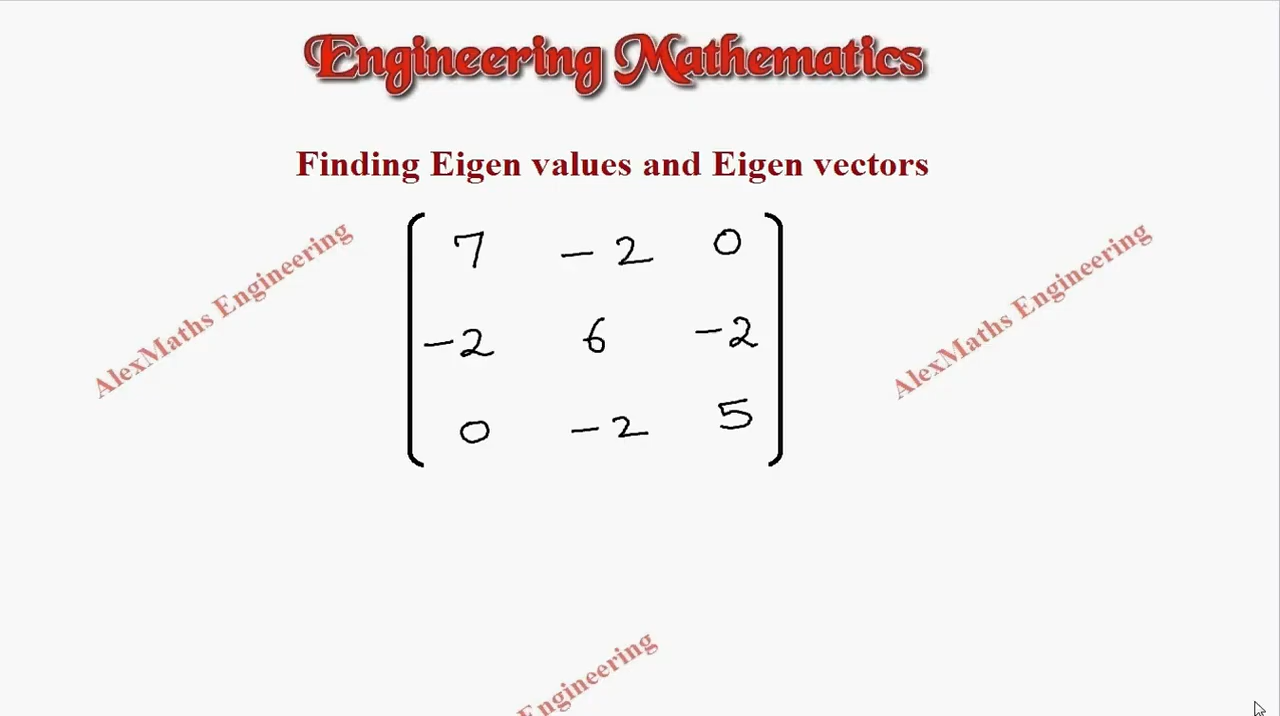 Engineering Mathematics
Finding Eigen values and Eigen vectors
7 -2 0
-2 6 -2
0 -2 5
AlexMaths Engineering
AlexMaths Engineering
Engineering